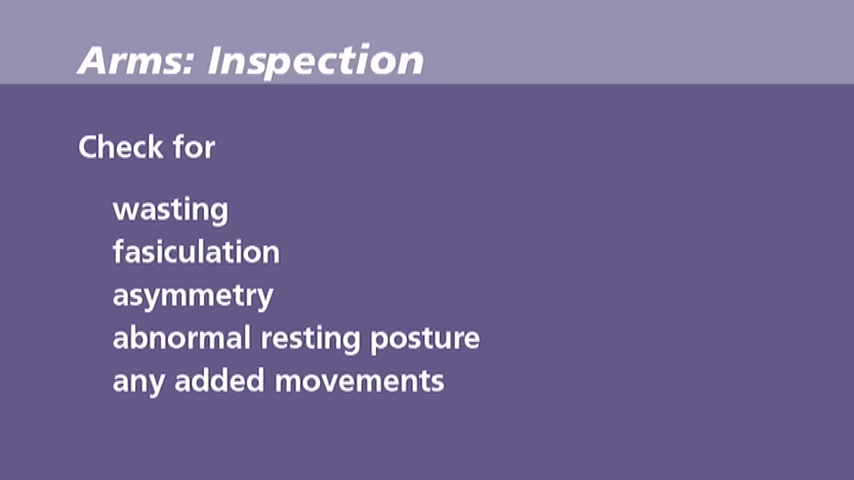 Arms: Inspection
Check for
wasting
fasiculation
asymmetry
abnormal resting posture
any added movements